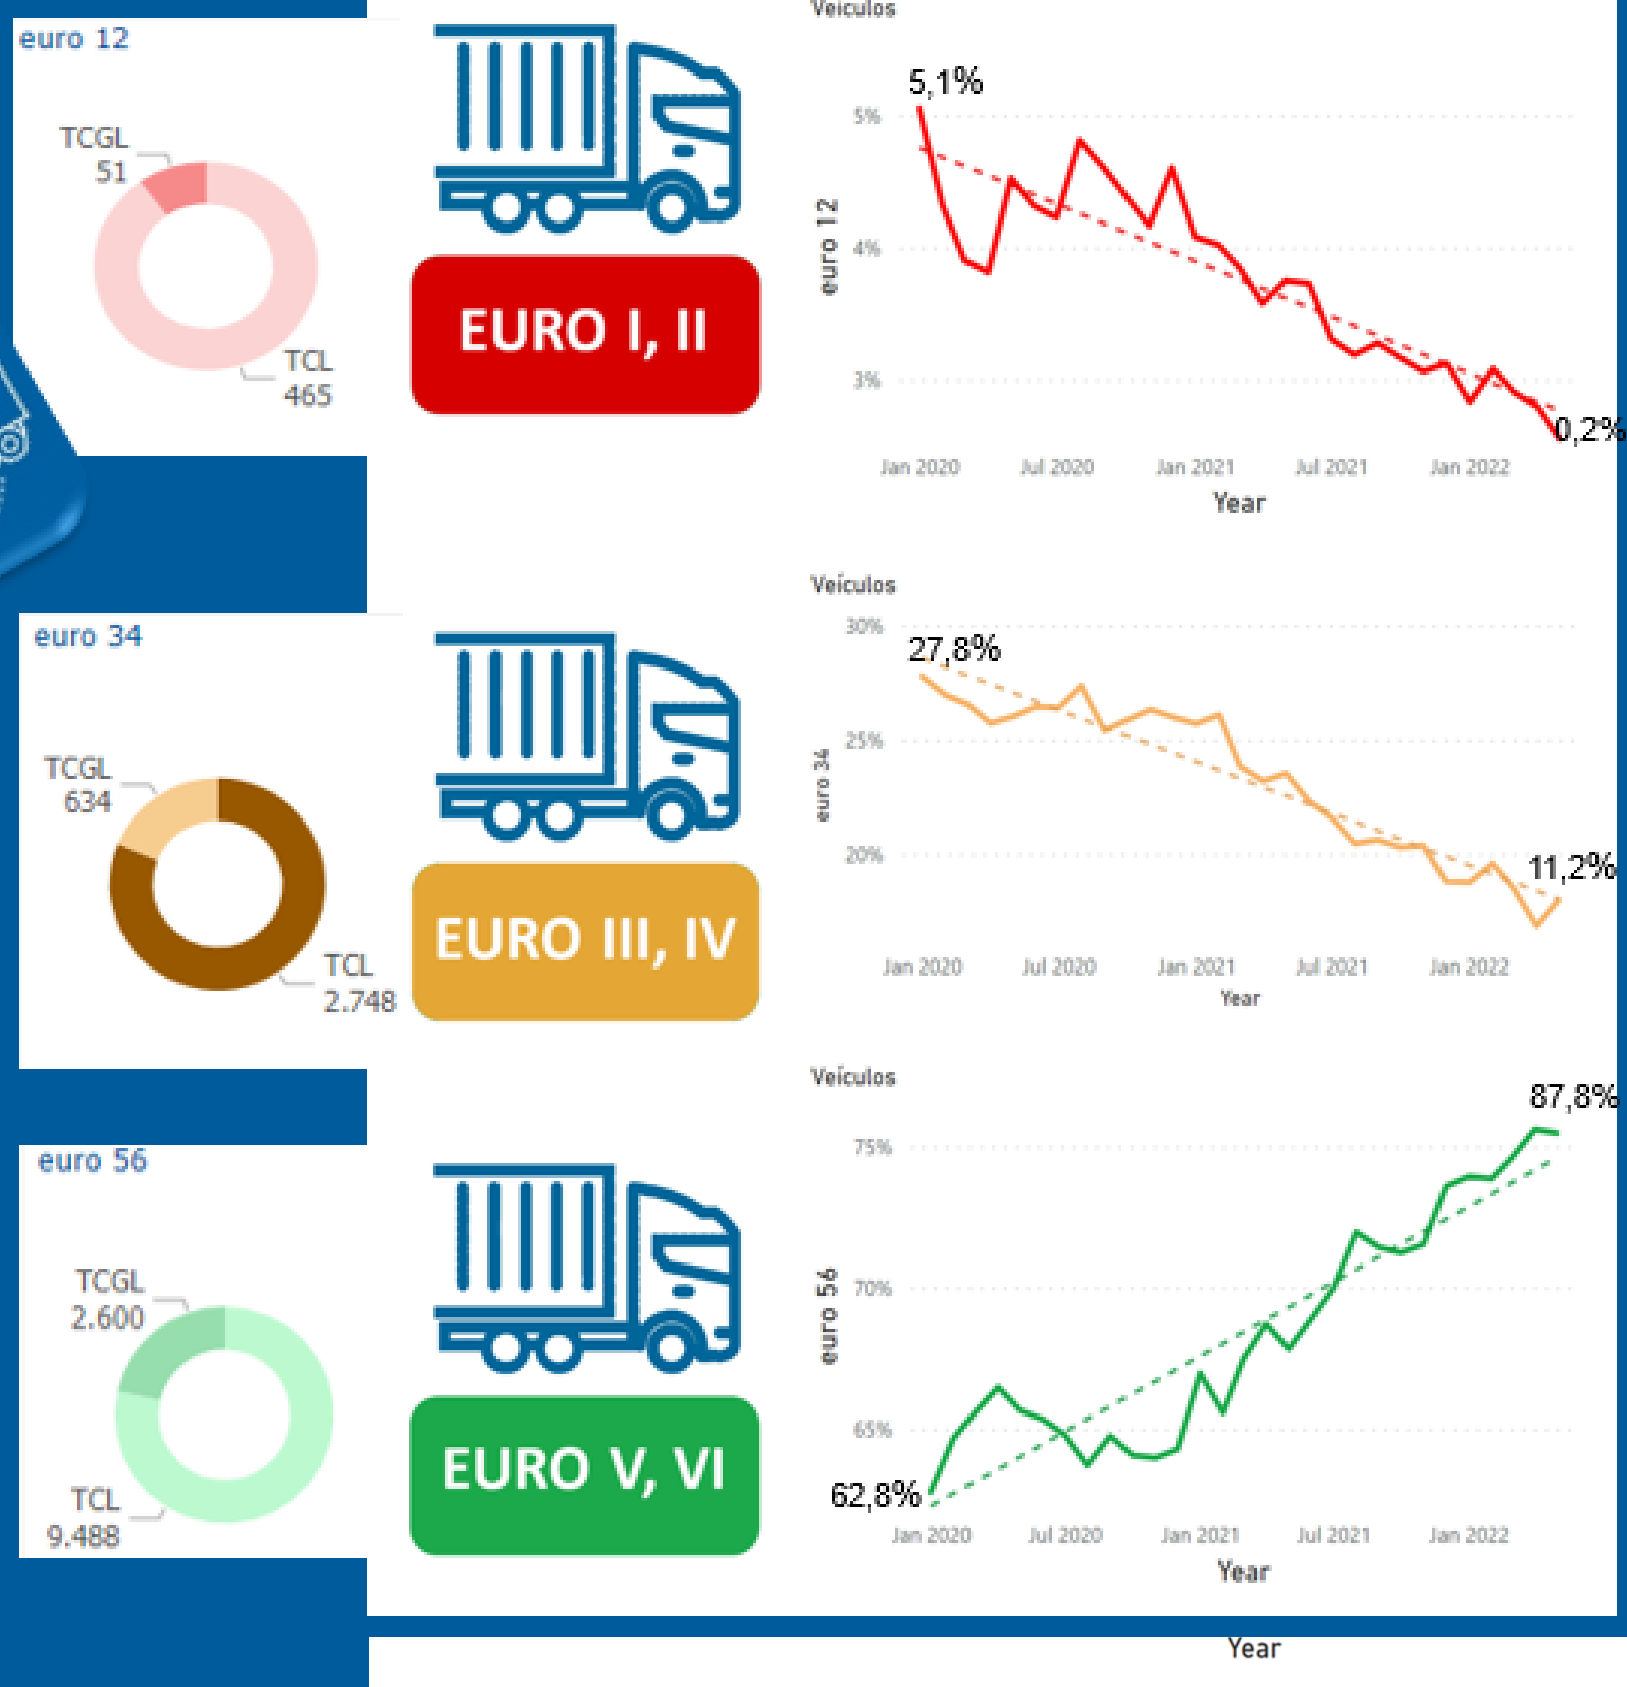 euro 12
TCGL
51
TCL
465
EURO I, II
Veículos
5,1%
5%
4%
3%
euro 12
0,2%
Jan 2020 Jul 2020 Jan 2021 Jul 2021 Jan 2022
Year
euro 34
TCGL
634
TCL
2.748
EURO III, IV
Veículos
30%
27,8%
25%
20%
euro 34
11,2%
Jan 2020 Jul 2020 Jan 2021 Jul 2021 Jan 2022
Year
euro 56
TCGL
2.600
TCL
9.488
EURO V, VI
Veículos
87,8%
75%
70%
65%
euro 56
62,8%
Jan 2020 Jul 2020 Jan 2021 Jul 2021 Jan 2022
Year
Year